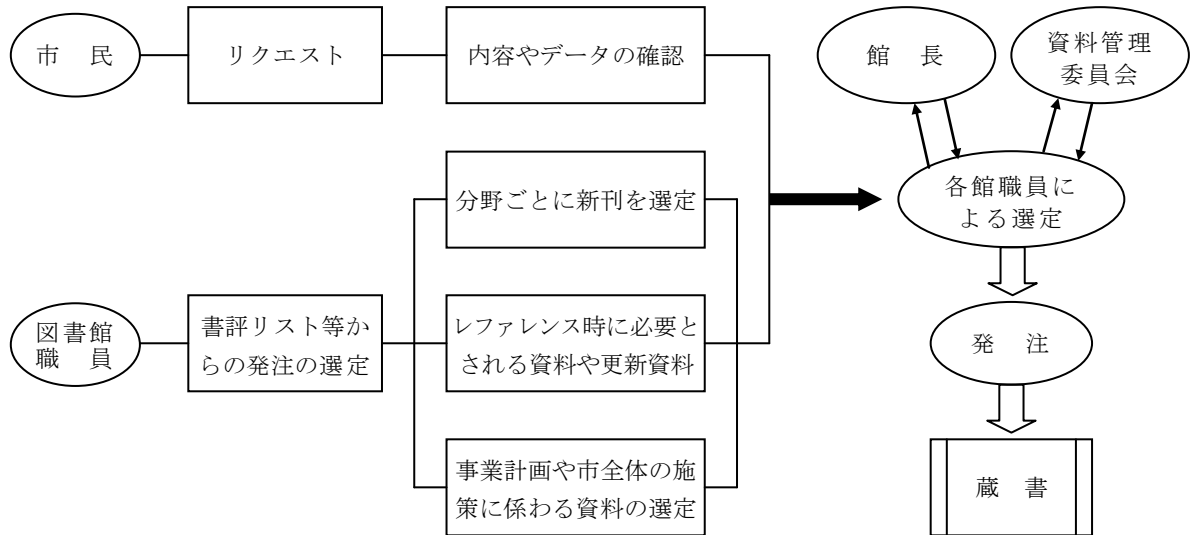 市　民
リクエスト
内容やデータの確認
館　長
資料管理
委員会
分野ごとに新刊を選定
各館職員に
よる選定
図書館
職　員
書評リスト等か
らの発注の選定
レファレンス時に必要と
される資料や更新資料
発　注
事業計画や市全体の施
策に係わる資料の選定
蔵　書